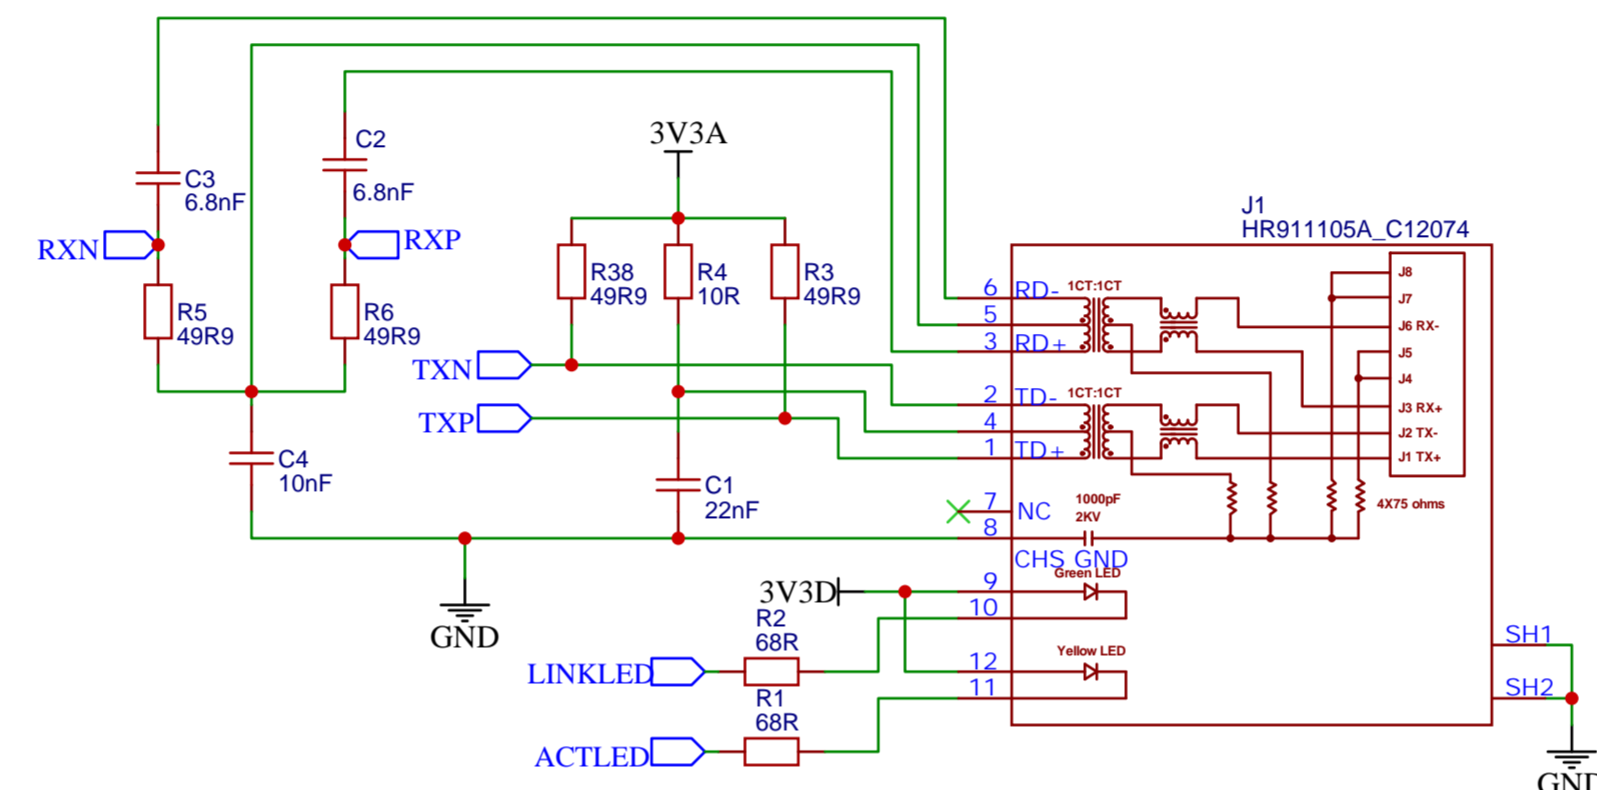 C2
6.8nF
3V3A
C3
6.8nF
J1
HR911105A_C12074
RXN
RXP
R5
49R9
R6
49R9
R38
49R9
R4
10R
R3
49R9
TXN
TXP
C4
10nF
C1
22nF
GND
6 RD- 1CT:1CT
5
3 RD+
2 TD- 1CT:1CT
4
1 TD+
7 NC
8
CHS GND
1000pF
2KV
J8
J7
J6 RX-
J5
J4
J3 RX+
J2 TX-
J1 TX+
4X75 ohms
3V3D
9
10
Green LED
R2
68R
LINKLED
12
11
Yellow LED
R1
68R
ACTLED
SH1
SH2
GND